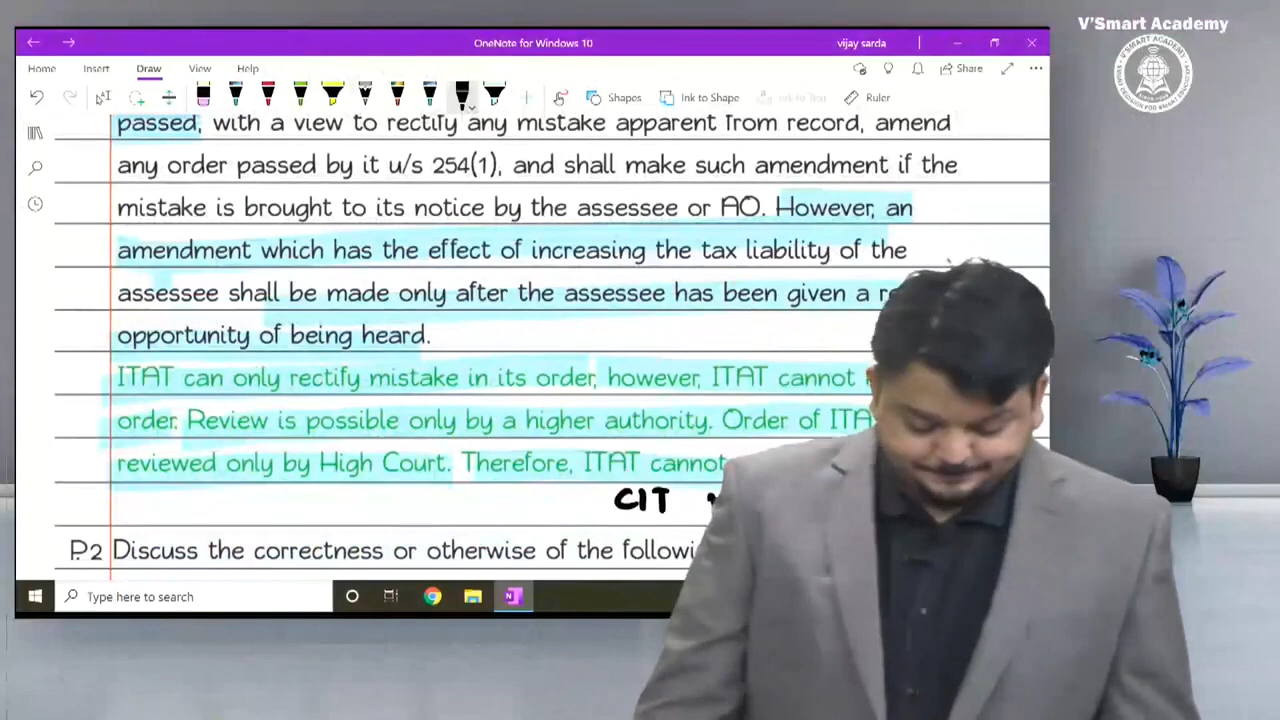 V'Smart Academy
OneNote for Windows 10
vijay sarda
Home Insert Draw View Help
Share
Shapes Ink to Shape Ink to Text Ruler
passed, with a view to rectify any mistake apparent from record, amend
any order passed by it u/s 254(1), and shall make such amendment if the
mistake is brought to its notice by the assessee or AO. However, an
amendment which has the effect of increasing the tax liability of the
assessee shall be made only after the assessee has been given a
opportunity of being heard.
ITAT can only rectify mistake in its order, however, ITAT cannot
order. Review is possible only by a higher authority. Order of
reviewed only by High Court. Therefore, ITAT cannot
CIT
P.2 Discuss the correctness or otherwise of the
Type here to search